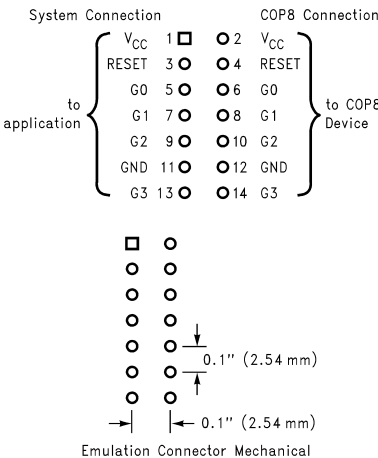 System Connection COP8 Connection
VCC 1 2 VCC
RESET 3 4 RESET
G0 5 6 G0
to application
G1 7 8 G1
to COP8 Device
G2 9 10 G2
GND 11 12 GND
G3 13 14 G3
0.1" (2.54 mm)
0.1" (2.54 mm)
Emulation Connector Mechanical